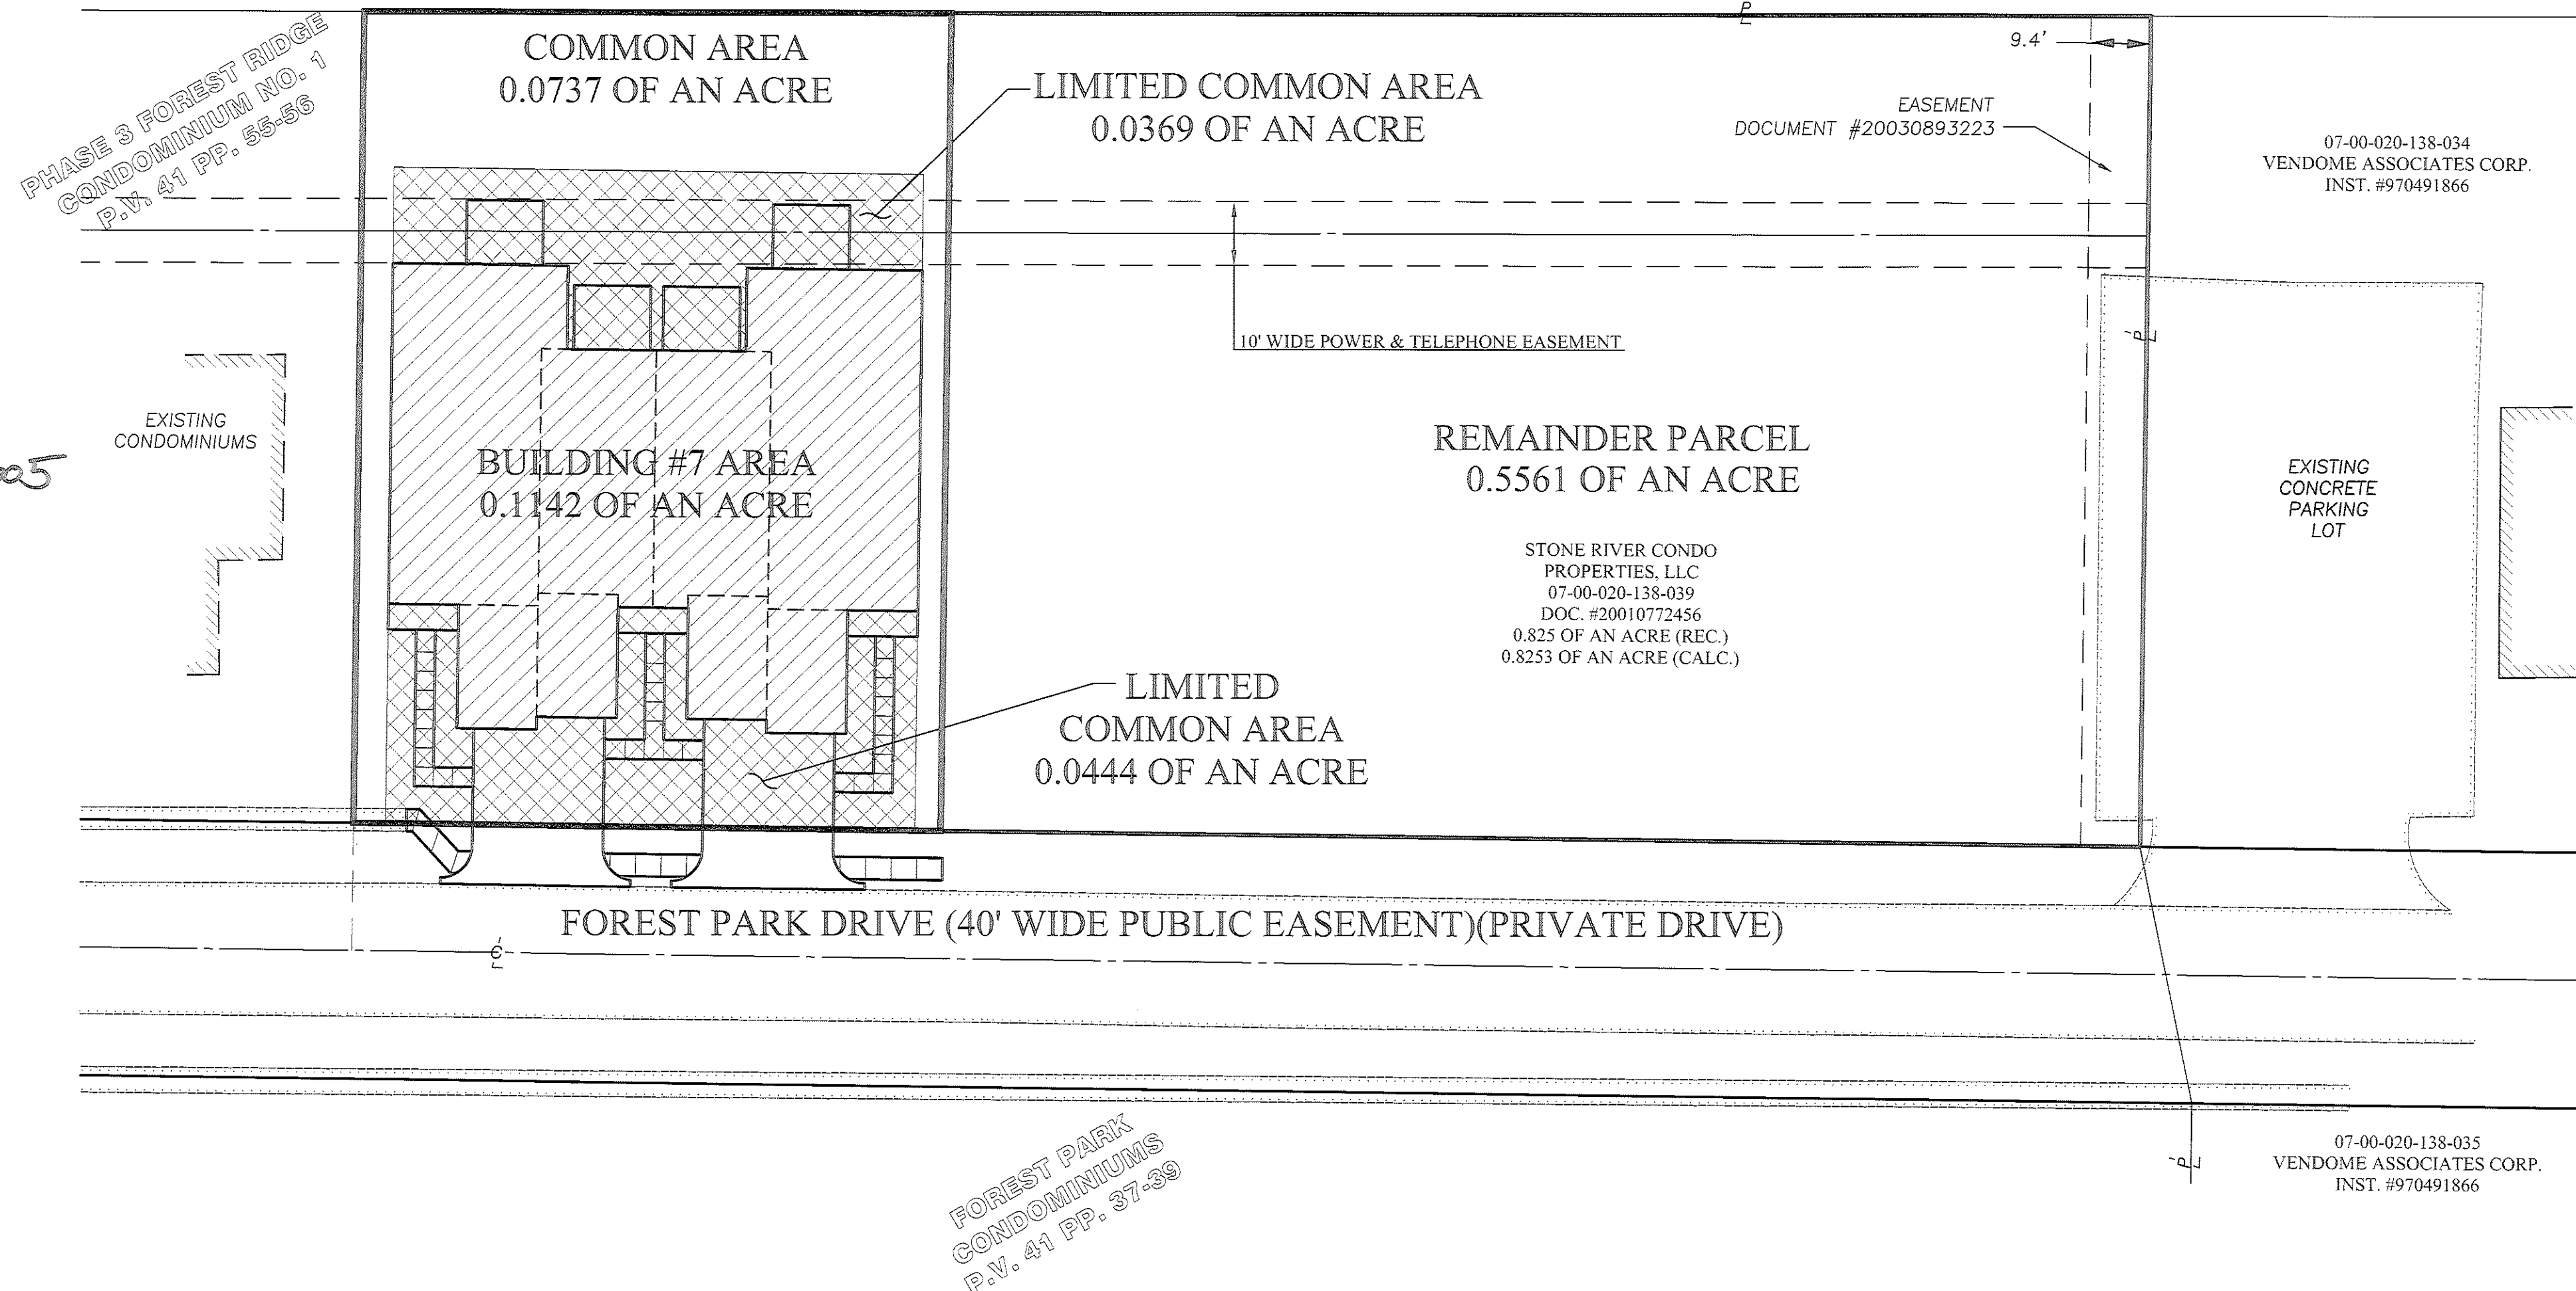 PHASE 3 FOREST RIDGE
CONDOMINIUM NO. 1
P.V. 41 PP. 55-56
COMMON AREA
0.0737 OF AN ACRE
LIMITED COMMON AREA
0.0369 OF AN ACRE
P
L
9.4'
EASEMENT
DOCUMENT #20030893223
07-00-020-138-034
VENDOME ASSOCIATES CORP.
INST. #970491866
10' WIDE POWER & TELEPHONE EASEMENT
P
L
EXISTING
CONDOMINIUMS
BUILDING #7 AREA
0.1142 OF AN ACRE
REMAINDER PARCEL
0.5561 OF AN ACRE
STONE RIVER CONDO
PROPERTIES, LLC
07-00-020-138-039
DOC. #20010772456
0.825 OF AN ACRE (REC.)
0.8253 OF AN ACRE (CALC.)
EXISTING
CONCRETE
PARKING
LOT
LIMITED
COMMON AREA
0.0444 OF AN ACRE
FOREST PARK DRIVE (40' WIDE PUBLIC EASEMENT)(PRIVATE DRIVE)
C
L
FOREST PARK
CONDOMINIUMS
P.V. 41 PP. 37-39
P
L
07-00-020-138-035
VENDOME ASSOCIATES CORP.
INST. #970491866